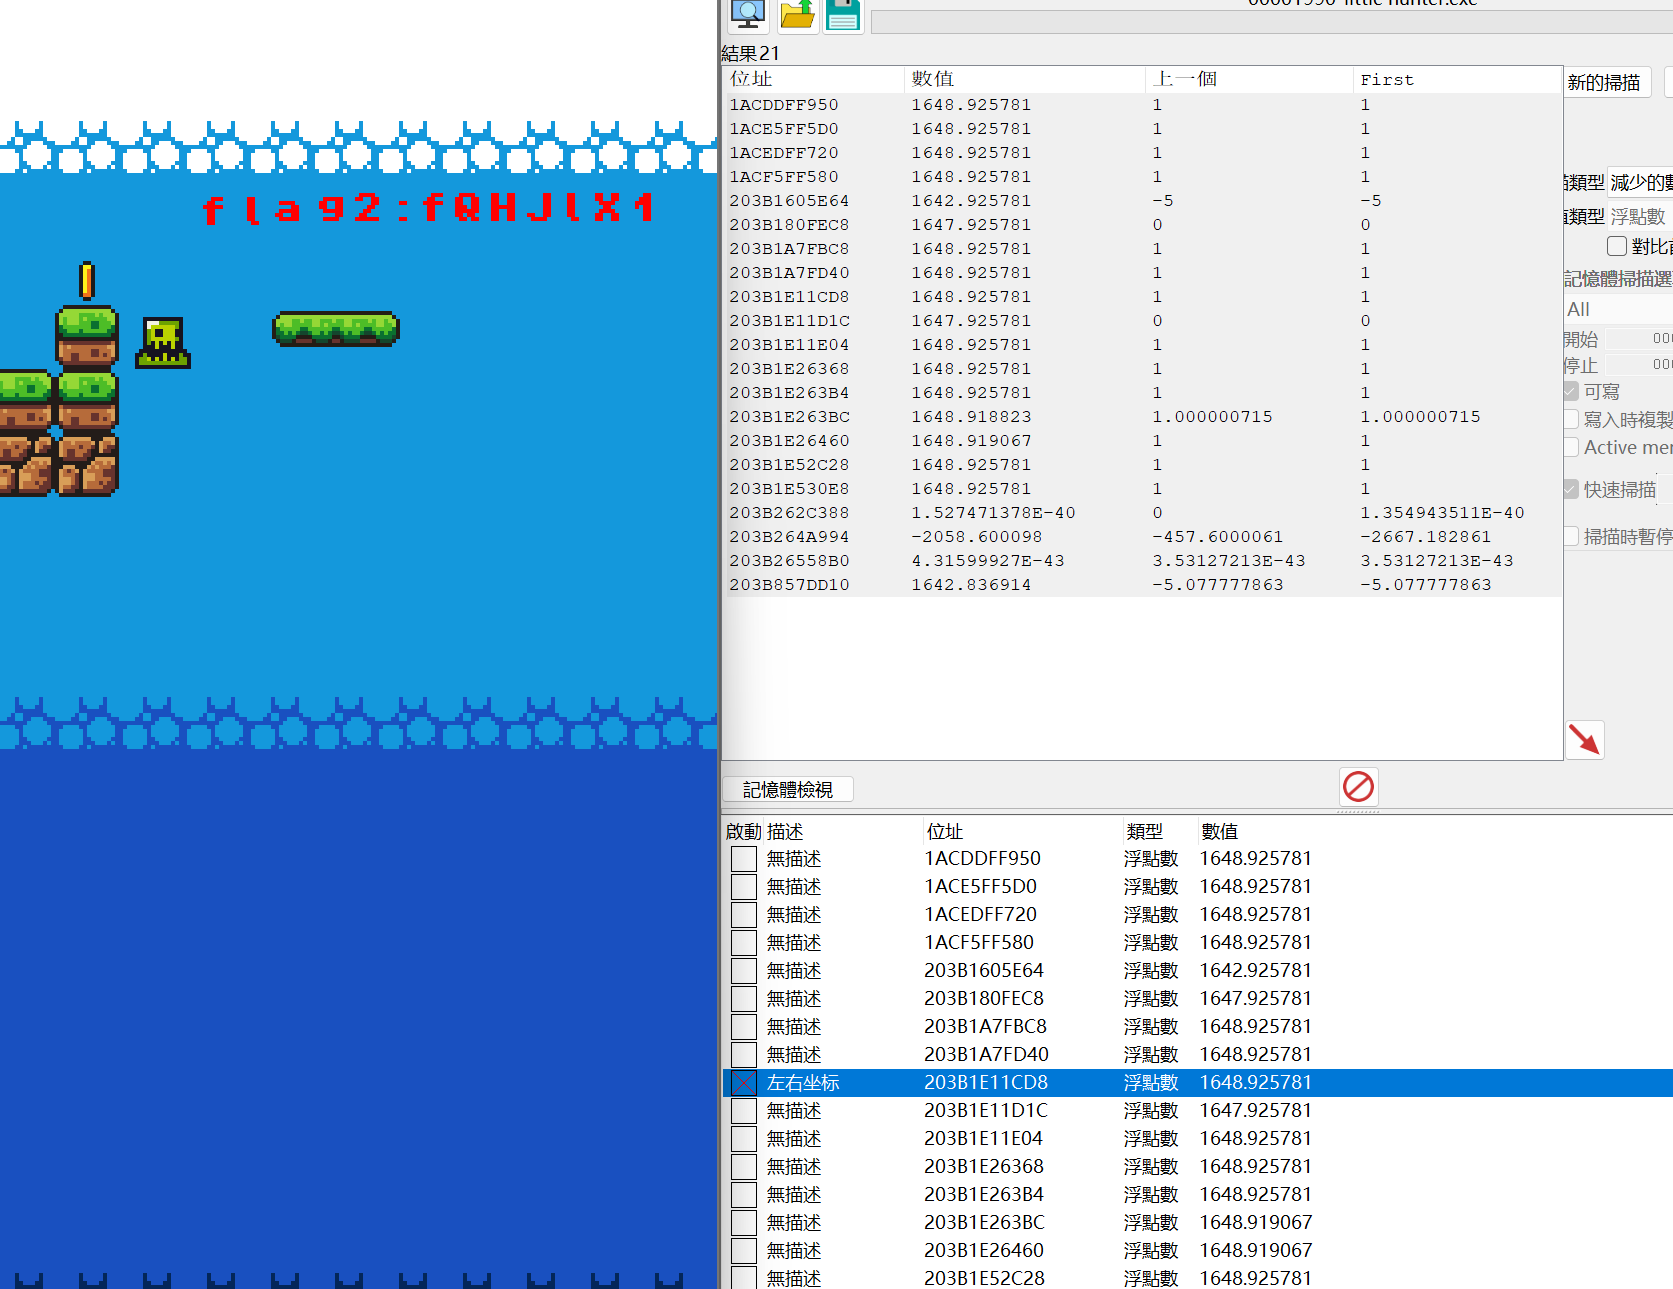 flag2:fQHJlX1
結果21
位址 數值 上一個 First
1ACDDFF950 1648.925781 1 1
1ACE5FF5D0 1648.925781 1 1
1ACEDFF720 1648.925781 1 1
1ACF5FF580 1648.925781 1 1
203B1605E64 1642.925781 -5 -5
203B180FEC8 1647.925781 0 0
203B1A7FBC8 1648.925781 1 1
203B1A7FD40 1648.925781 1 1
203B1E11CD8 1648.925781 1 1
203B1E11D1C 1647.925781 0 0
203B1E11E04 1648.925781 1 1
203B1E26368 1648.925781 1 1
203B1E263B4 1648.925781 1 1
203B1E263BC 1648.918823 1.000000715 1.000000715
203B1E26460 1648.919067 1 1
203B1E52C28 1648.925781 1 1
203B1E530E8 1648.925781 1 1
203B262C388 1.527471378E-40 0 1.354943511E-40
203B264A994 -2058.600098 -457.6000061 -2667.182861
203B26558B0 4.31599927E-43 3.53127213E-43 3.53127213E-43
203B857DD10 1642.836914 -5.077777863 -5.077777863
新的掃描
類型 減少的數
類型 浮點數
對比
記憶體掃描選
All
開始 000
停止 000
可寫
寫入時複製
Active mem
快速掃描
掃描時暫停
記憶體檢視
啟動 描述 位址 類型 數值
無描述 1ACDDFF950 浮點數 1648.925781
無描述 1ACE5FF5D0 浮點數 1648.925781
無描述 1ACEDFF720 浮點數 1648.925781
無描述 1ACF5FF580 浮點數 1648.925781
無描述 203B1605E64 浮點數 1642.925781
無描述 203B180FEC8 浮點數 1647.925781
無描述 203B1A7FBC8 浮點數 1648.925781
無描述 203B1A7FD40 浮點數 1648.925781
左右坐标 203B1E11CD8 浮點數 1648.925781
無描述 203B1E11D1C 浮點數 1647.925781
無描述 203B1E11E04 浮點數 1648.925781
無描述 203B1E26368 浮點數 1648.925781
無描述 203B1E263B4 浮點數 1648.925781
無描述 203B1E263BC 浮點數 1648.919067
無描述 203B1E26460 浮點數 1648.919067
無描述 203B1E52C28 浮點數 1648.925781